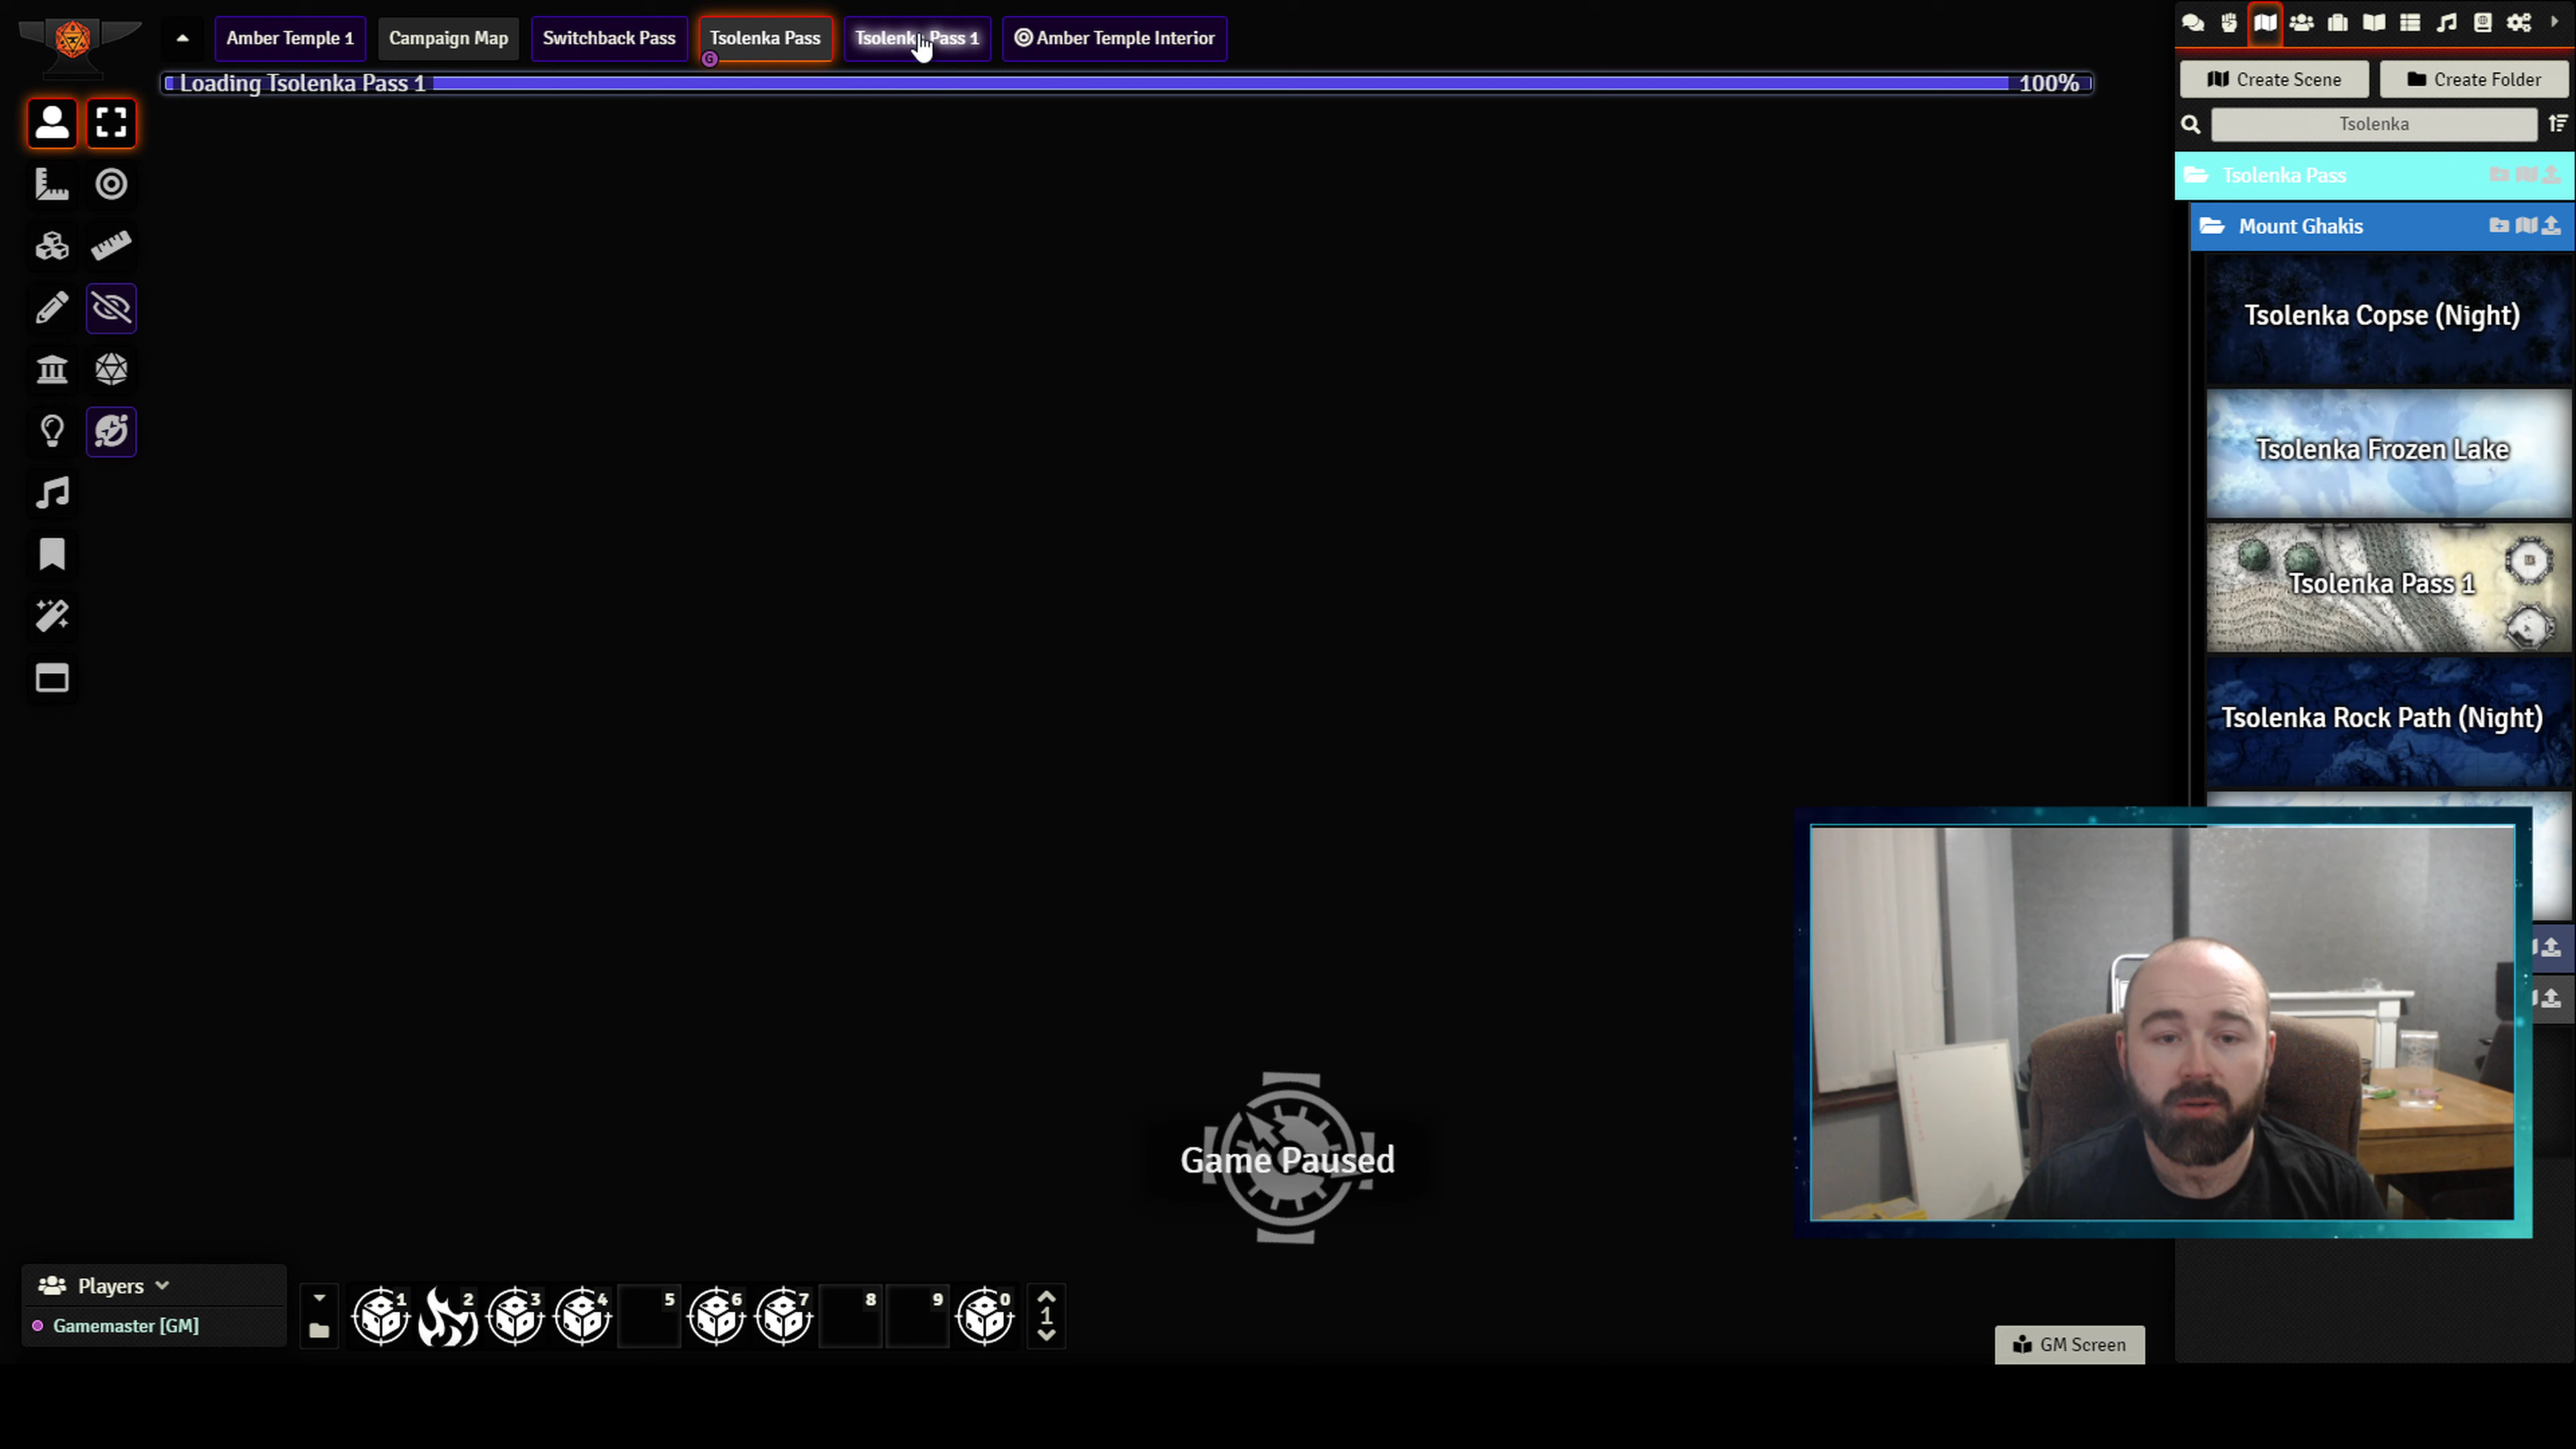 Amber Temple 1
Campaign Map
Switchback Pass
Tsolenka Pass
Tsolenka Pass 1
Amber Temple Interior
G
Loading Tsolenka Pass 1
100%
Create Scene
Create Folder
Tsolenka
Tsolenka Pass
Mount Ghakis
Tsolenka Copse (Night)
Tsolenka Frozen Lake
Tsolenka Pass 1
Tsolenka Rock Path (Night)
Game Paused
Players
Gamemaster [GM]
1
2
3
4
5
6
7
8
9
0
1
GM Screen